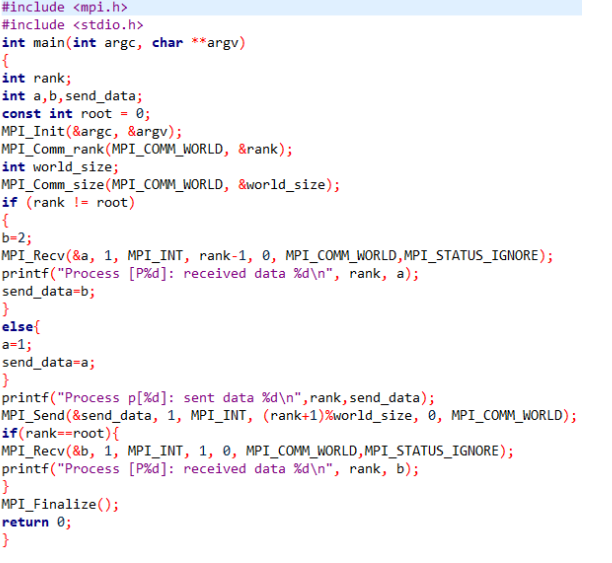 #include <mpi.h>
#include <stdio.h>
int main(int argc, char **argv)
{
int rank;
int a,b,send_data;
const int root = 0;
MPI_Init(&argc, &argv);
MPI_Comm_rank(MPI_COMM_WORLD, &rank);
int world_size;
MPI_Comm_size(MPI_COMM_WORLD, &world_size);
if (rank != root)
{
b=2;
MPI_Recv(&a, 1, MPI_INT, rank-1, 0, MPI_COMM_WORLD,MPI_STATUS_IGNORE);
printf("Process [P%d]: received data %d\n", rank, a);
send_data=b;
}
else{
a=1;
send_data=a;
}
printf("Process p[%d]: sent data %d\n",rank,send_data);
MPI_Send(&send_data, 1, MPI_INT, (rank+1)%world_size, 0, MPI_COMM_WORLD);
if(rank==root){
MPI_Recv(&b, 1, MPI_INT, 1, 0, MPI_COMM_WORLD,MPI_STATUS_IGNORE);
printf("Process [P%d]: received data %d\n", rank, b);
}
MPI_Finalize();
return 0;
}